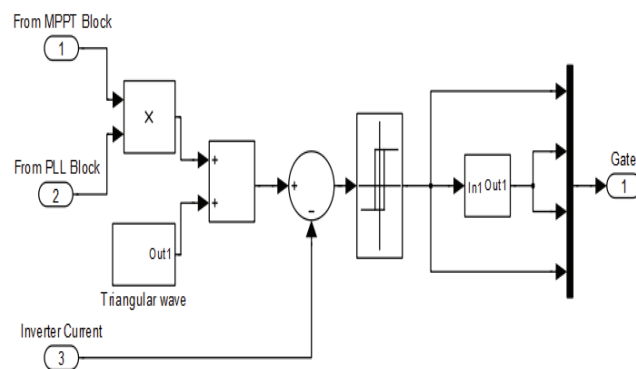 From MPPT Block
1
X
From PLL Block
2
+
+
Out1
Triangular wave
+
-
In1 Out1
Gate
1
Inverter Current
3